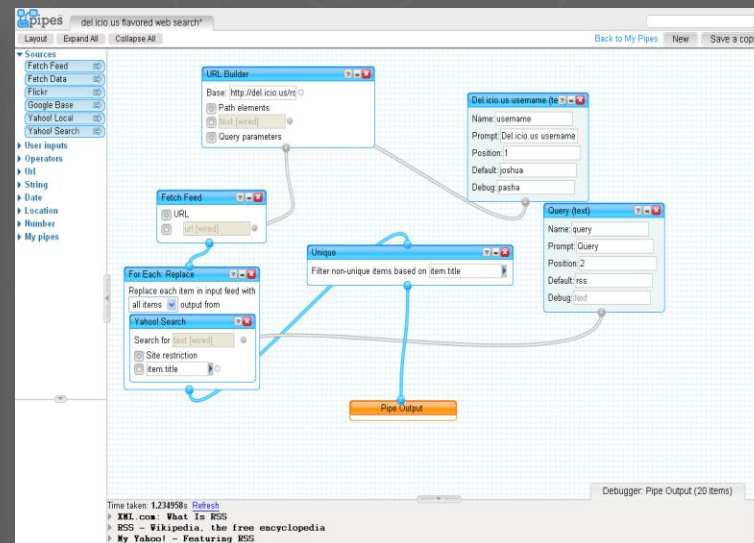 pipes
del.icio.us flavored web search*
Layout Expand All Collapse All
Back to My Pipes New Save a cop
Sources
Fetch Feed
Fetch Data
Flickr
Google Base
Yahoo! Local
Yahoo! Search
User inputs
Operators
Url
String
Date
Location
Number
My pipes
URL Builder
Base: http://del.icio.us/rs
Path elements
text [wired]
Query parameters
Del.icio.us username (te
Name: username
Prompt: Del.icio.us username
Position: 1
Default: joshua
Debug: pasha
Fetch Feed
URL
url [wired]
Query (text)
Name: query
Prompt: Query
Position: 2
Default: rss
Debug: text
Unique
Filter non-unique items based on item.title
For Each: Replace
Replace each item in input feed with
all items output from
Yahoo! Search
Search for text [wired]
Site restriction
item.title
Pipe Output
Debugger: Pipe Output (20 items)
Time taken: 1.234958s Refresh
XML.com: What Is RSS
RSS - Wikipedia, the free encyclopedia
My Yahoo! - Featuring RSS